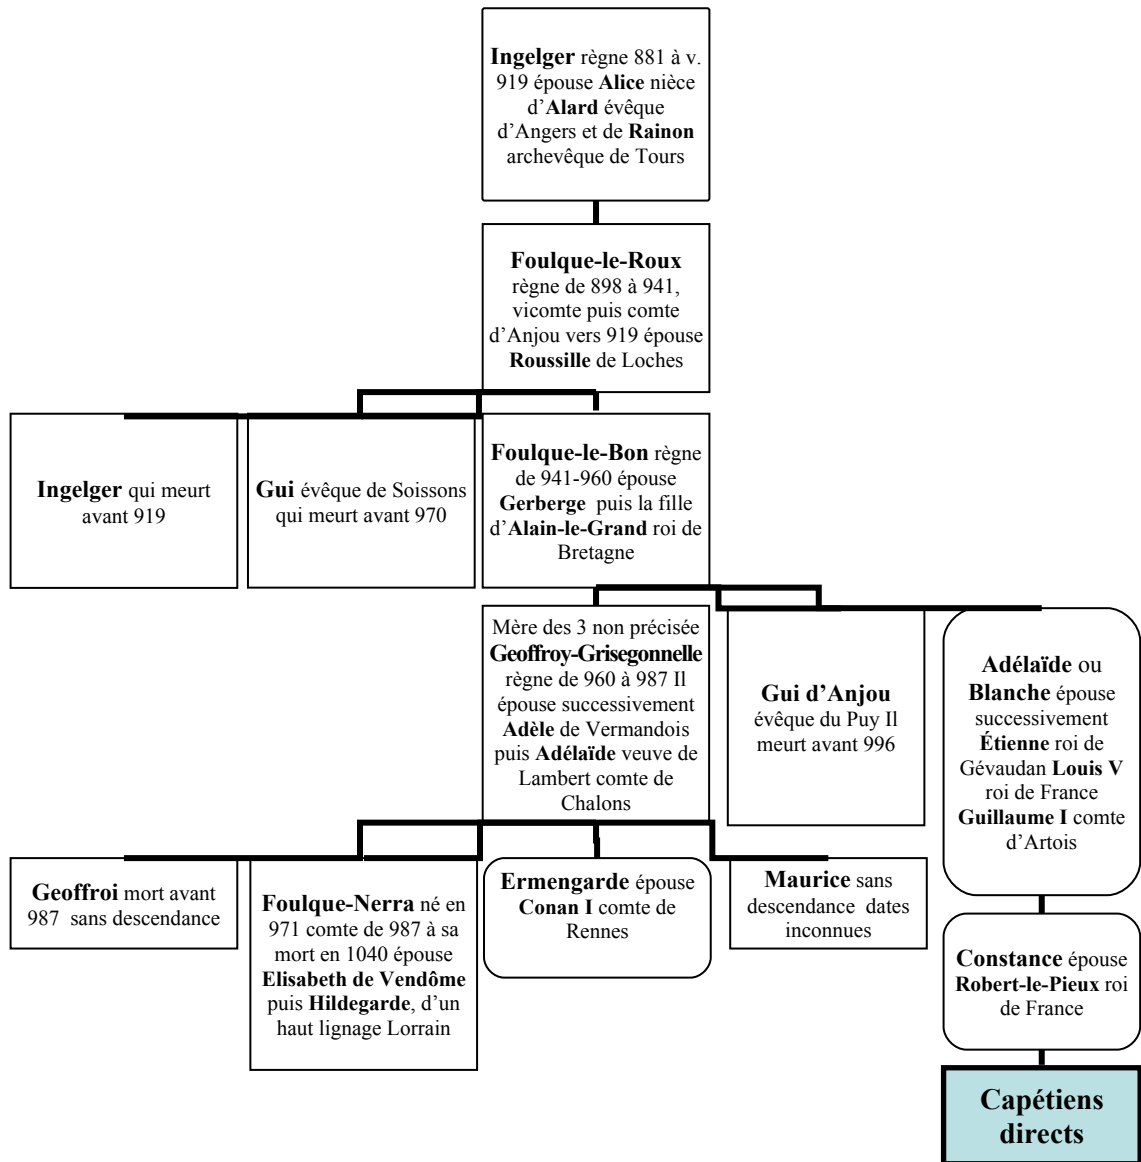 Ingelger règne 881 à v.
919 épouse Alice nièce
d’Alard évêque
d’Angers et de Rainon
archevêque de Tours
Foulque-le-Roux
règne de 898 à 941,
vicomte puis comte
d’Anjou vers 919 épouse
Roussille de Loches
Ingelger qui meurt
avant 919
Gui évêque de Soissons
qui meurt avant 970
Foulque-le-Bon règne
de 941-960 épouse
Gerberge puis la fille
d’Alain-le-Grand roi de
Bretagne
Mère des 3 non précisée
Geoffroy-Grisegonnelle
règne de 960 à 987 Il
épouse successivement
Adèle de Vermandois
puis Adélaïde veuve de
Lambert comte de
Chalons
Gui d’Anjou
évêque du Puy Il
meurt avant 996
Adélaïde ou
Blanche épouse
successivement
Étienne roi de
Gévaudan Louis V
roi de France
Guillaume I comte
d’Artois
Geoffroi mort avant
987 sans descendance
Foulque-Nerra né en
971 comte de 987 à sa
mort en 1040 épouse
Elisabeth de Vendôme
puis Hildegarde, d’un
haut lignage Lorrain
Ermengarde épouse
Conan I comte de
Rennes
Maurice sans
descendance dates
inconnues
Constance épouse
Robert-le-Pieux roi
de France
Capétiens
directs